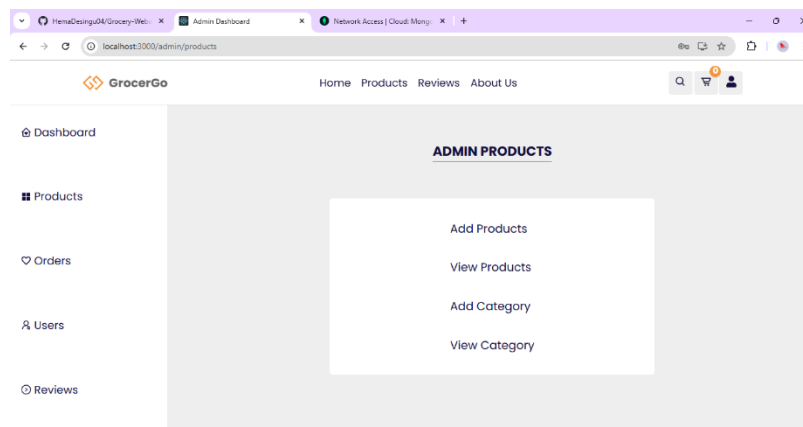 HemaDesingu04/Grocery-Web
Admin Dashboard
Network Access | Cloud: Mong
localhost:3000/admin/products
GrocerGo
Home Products Reviews About Us
0
Dashboard
ADMIN PRODUCTS
Products
Add Products
View Products
Orders
Add Category
Users
View Category
Reviews